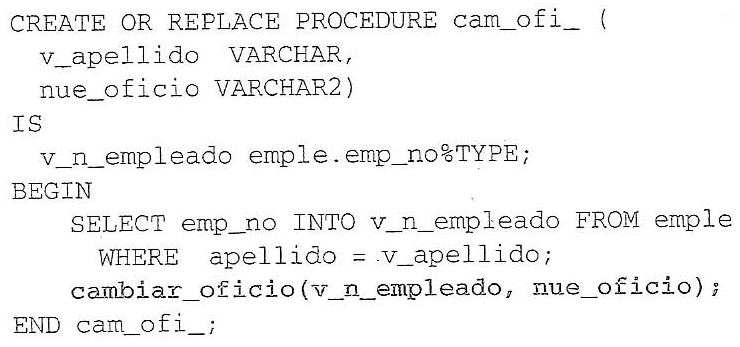 CREATE OR REPLACE PROCEDURE cam_ofi_ (
v_apellido VARCHAR,
nue_oficio VARCHAR2)
IS
v_n_empleado emple.emp_no%TYPE;
BEGIN
SELECT emp_no INTO v_n_empleado FROM emple
WHERE apellido = v_apellido;
cambiar_oficio(v_n_empleado, nue_oficio);
END cam_ofi_;